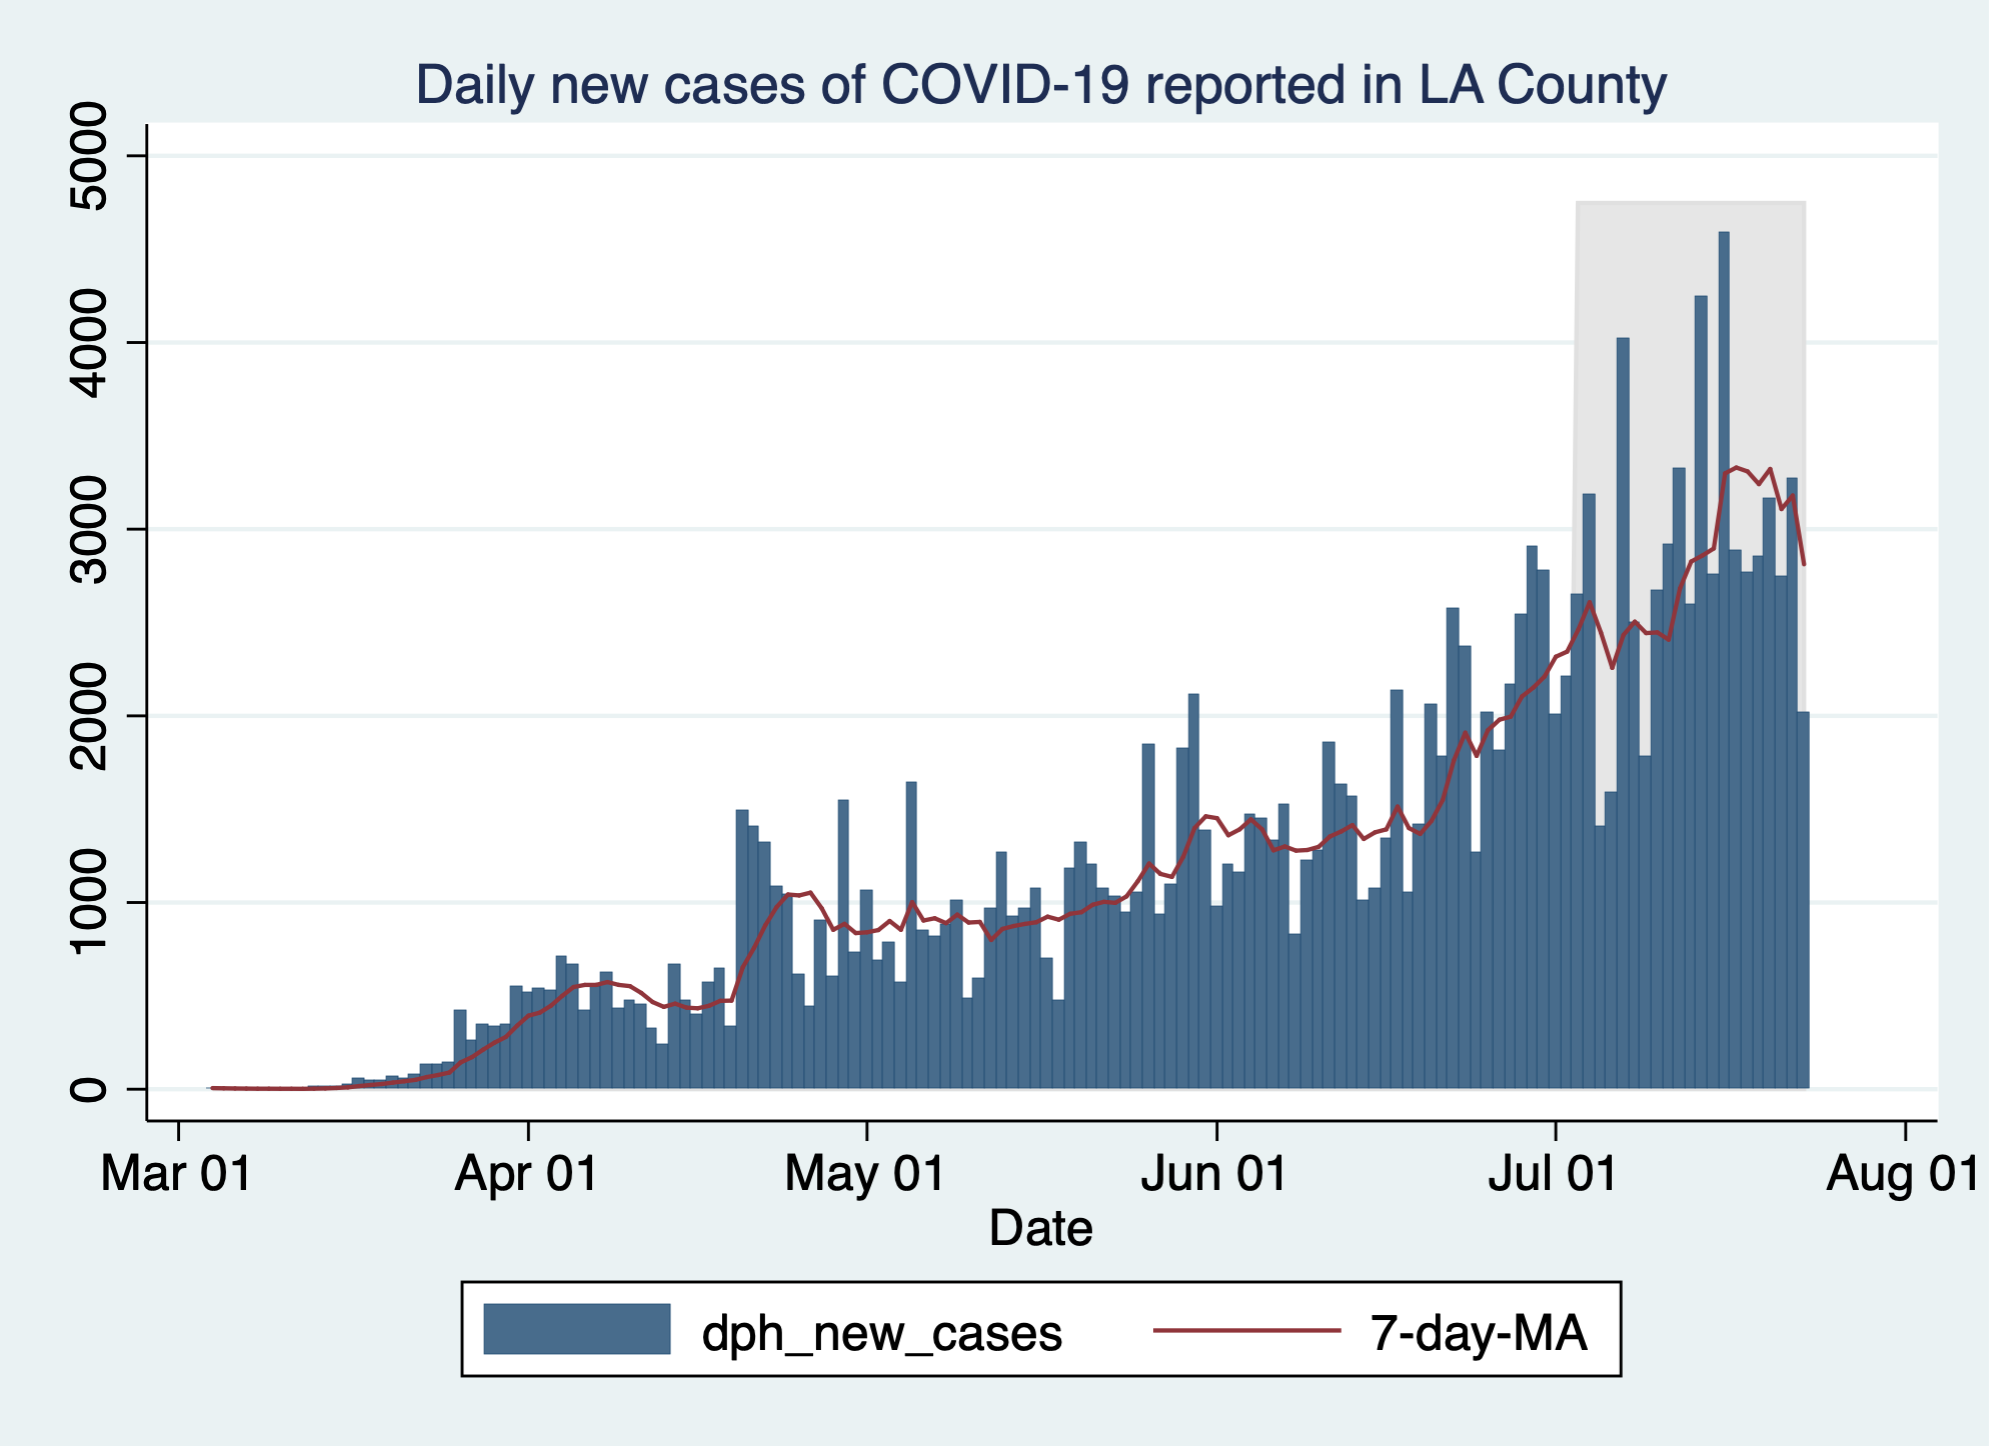 Daily new cases of COVID-19 reported in LA County
5000
4000
3000
2000
1000
0
Mar 01 Apr 01 May 01 Jun 01 Jul 01 Aug 01
Date
dph_new_cases 7-day-MA